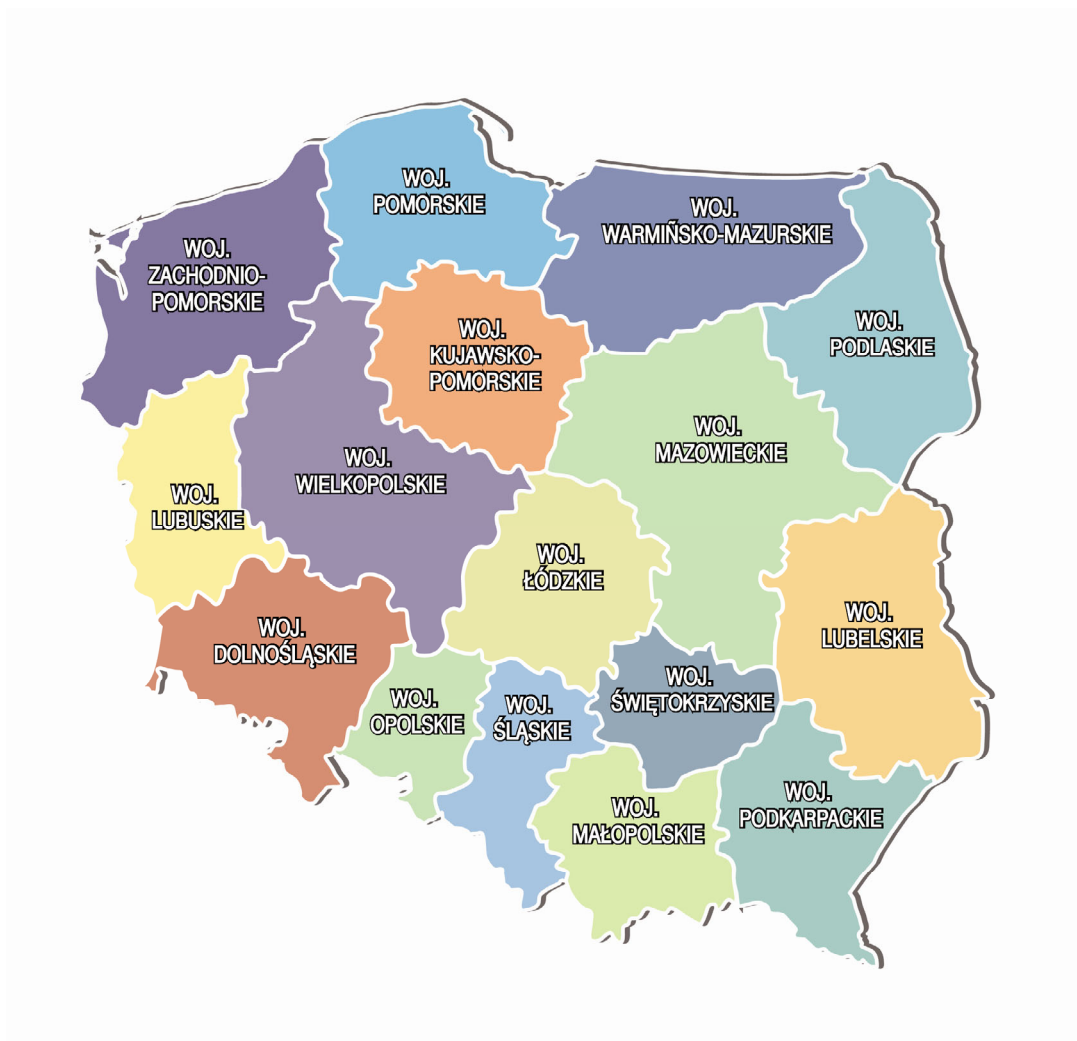 WOJ.
POMORSKIE
WOJ.
WARMIŃSKO-MAZURSKIE
WOJ.
ZACHODNIO-
POMORSKIE
WOJ.
KUJAWSKO-
POMORSKIE
WOJ.
PODLASKIE
WOJ.
MAZOWIECKIE
WOJ.
WIELKOPOLSKIE
WOJ.
LUBUSKIE
WOJ.
ŁÓDZKIE
WOJ.
LUBELSKIE
WOJ.
DOLNOŚLĄSKIE
WOJ.
OPOLSKIE
WOJ.
ŚLĄSKIE
WOJ.
ŚWIĘTOKRZYSKIE
WOJ.
MAŁOPOLSKIE
WOJ.
PODKARPACKIE